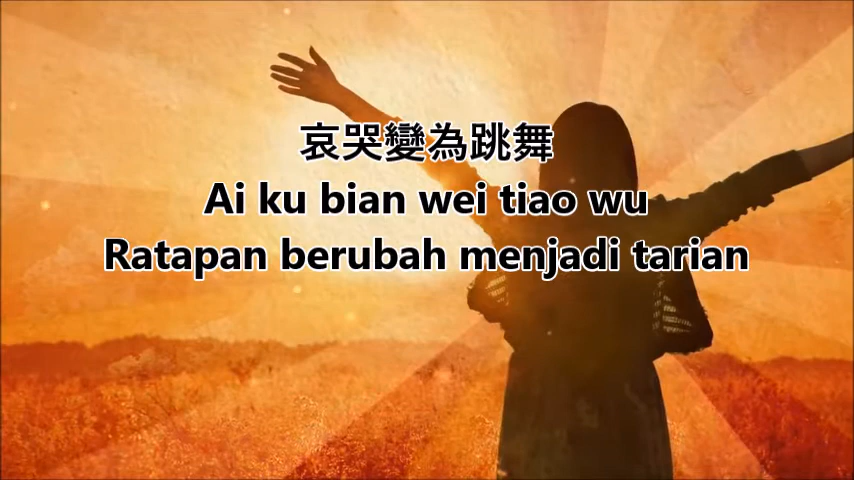 哀哭變為跳舞
Ai ku bian wei tiao wu
Ratapan berubah menjadi tarian